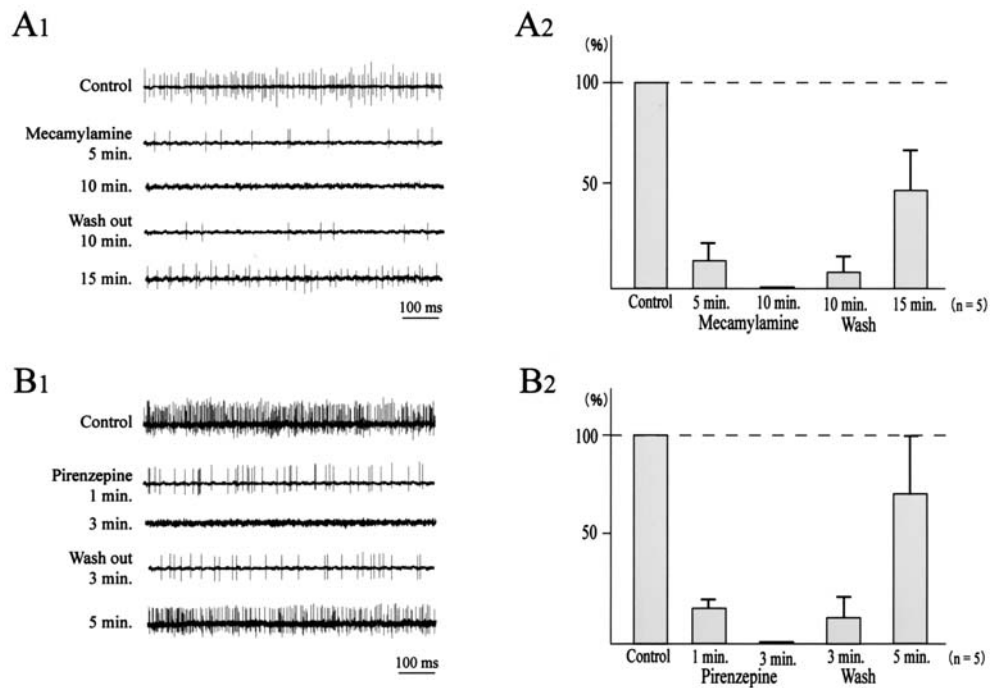 A1
Control
Mecamylamine
5 min.
10 min.
Wash out
10 min.
15 min.
100 ms
A2
(%)
100
50
Control 5 min. 10 min. 10 min. 15 min. (n = 5)
Mecamylamine Wash
B1
Control
Pirenzepine
1 min.
3 min.
Wash out
3 min.
5 min.
100 ms
B2
(%)
100
50
Control 1 min. 3 min. 3 min. 5 min. (n = 5)
Pirenzepine Wash